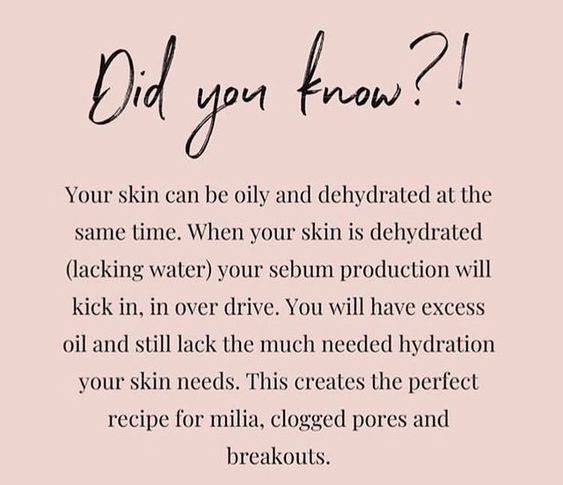 Did you know?!
Your skin can be oily and dehydrated at the
same time. When your skin is dehydrated
(lacking water) your sebum production will
kick in, in over drive. You will have excess
oil and still lack the much needed hydration
your skin needs. This creates the perfect
recipe for milia, clogged pores and
breakouts.